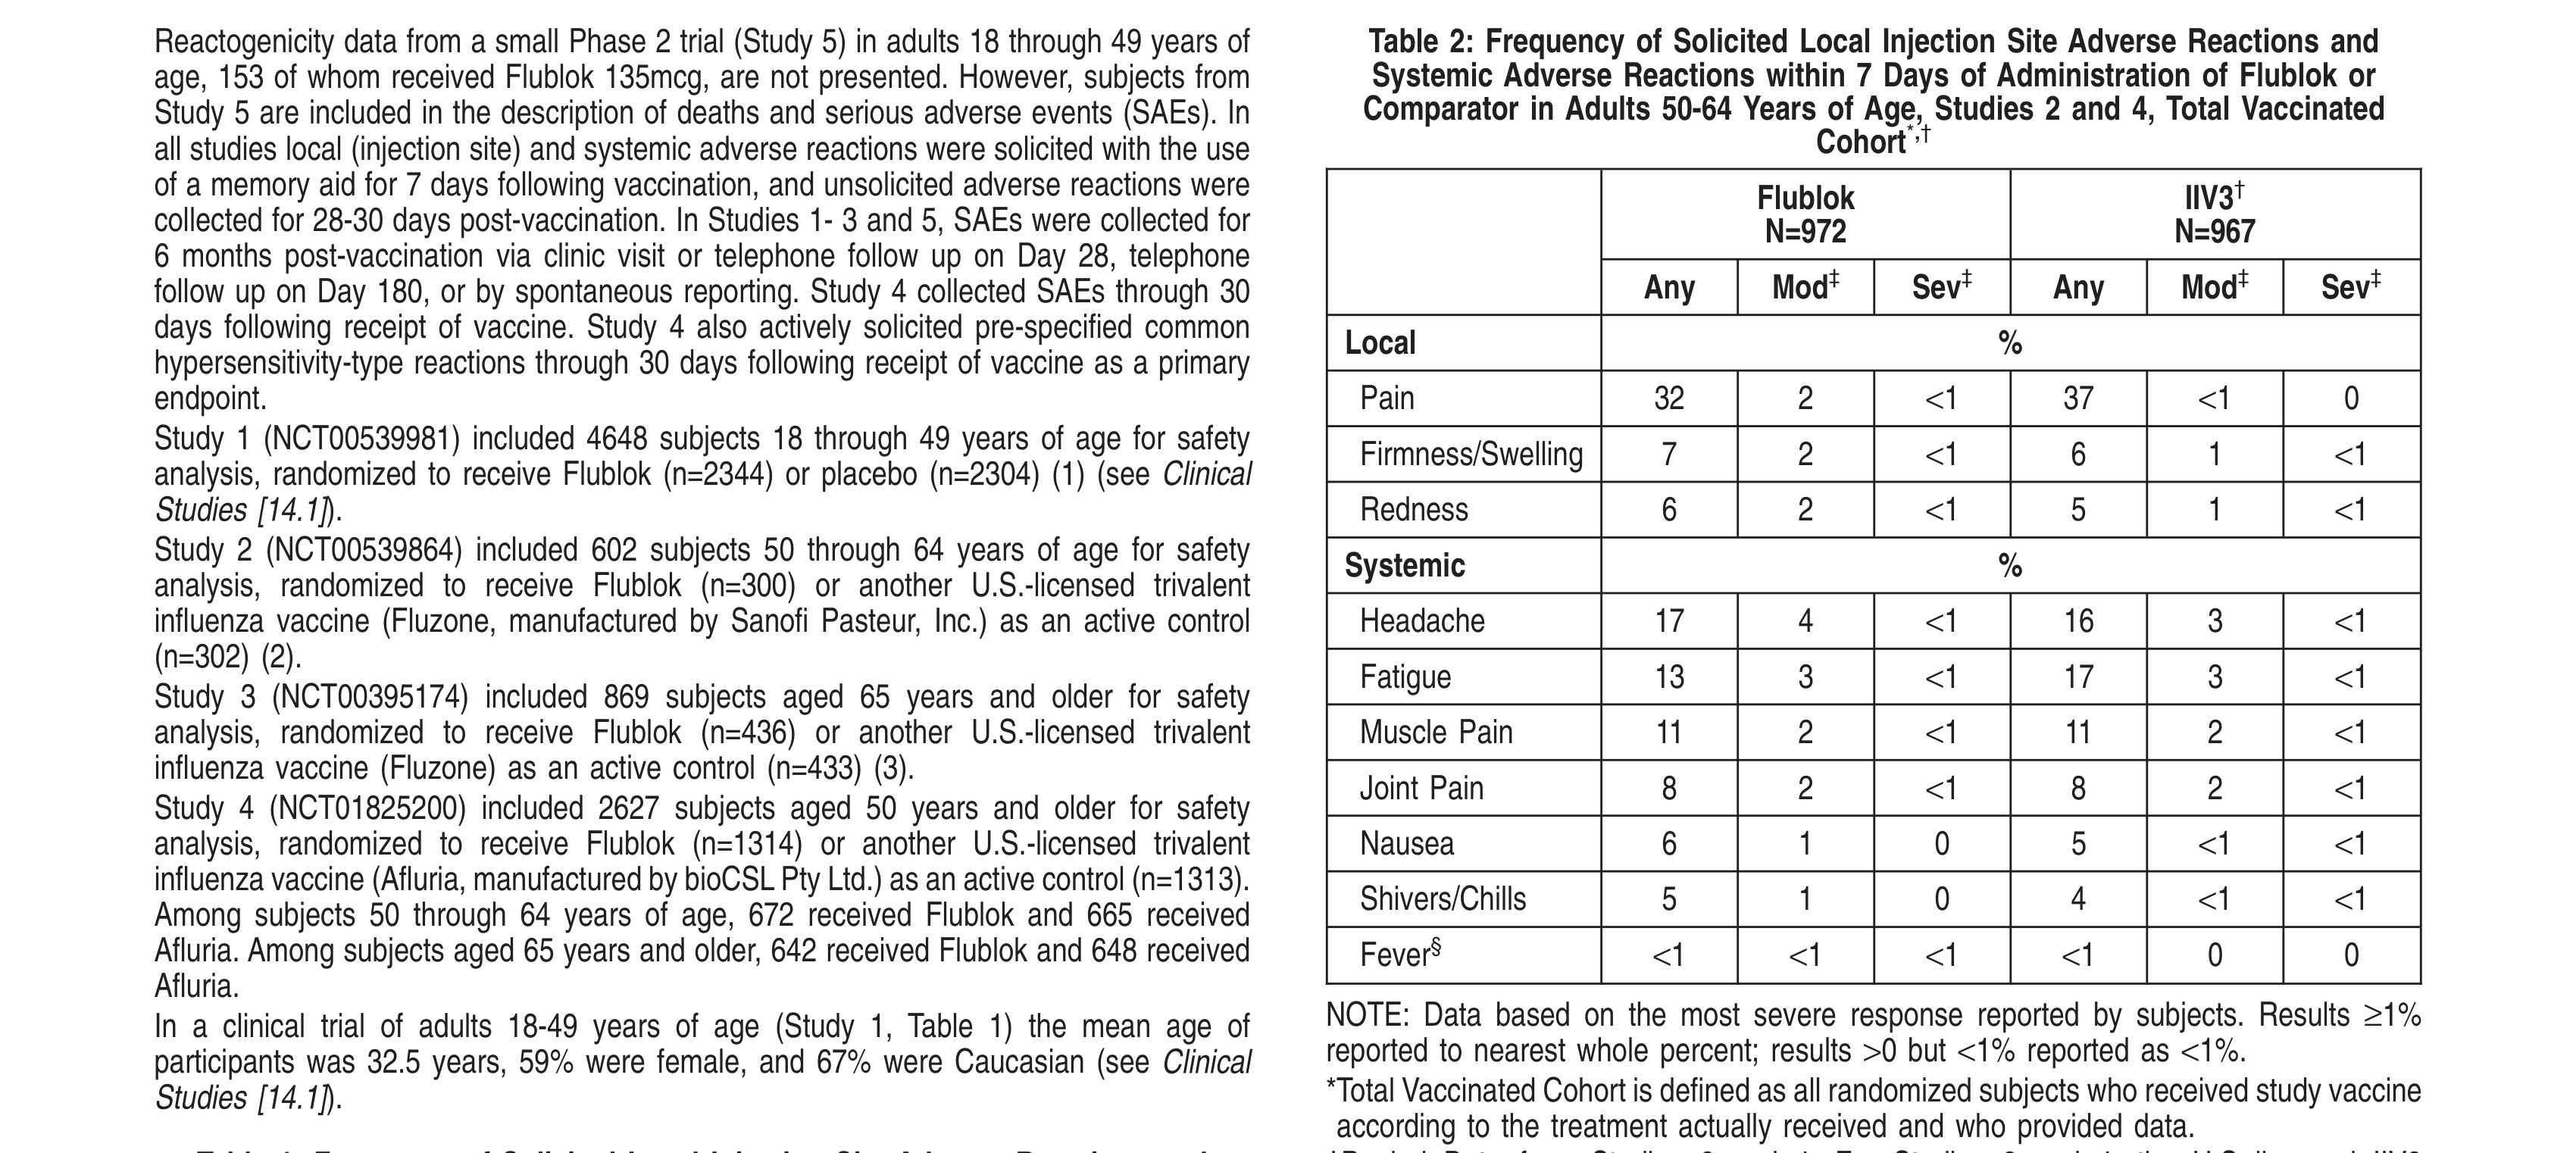 Reactogenicity data from a small Phase 2 trial (Study 5) in adults 18 through 49 years of
age, 153 of whom received Flublok 135mcg, are not presented. However, subjects from
Study 5 are included in the description of deaths and serious adverse events (SAEs). In
all studies local (injection site) and systemic adverse reactions were solicited with the use
of a memory aid for 7 days following vaccination, and unsolicited adverse reactions were
collected for 28-30 days post-vaccination. In Studies 1- 3 and 5, SAEs were collected for
6 months post-vaccination via clinic visit or telephone follow up on Day 28, telephone
follow up on Day 180, or by spontaneous reporting. Study 4 collected SAEs through 30
days following receipt of vaccine. Study 4 also actively solicited pre-specified common
hypersensitivity-type reactions through 30 days following receipt of vaccine as a primary
endpoint.
Study 1 (NCT00539981) included 4648 subjects 18 through 49 years of age for safety
analysis, randomized to receive Flublok (n=2344) or placebo (n=2304) (1) (see Clinical
Studies [14.1]).
Study 2 (NCT00539864) included 602 subjects 50 through 64 years of age for safety
analysis, randomized to receive Flublok (n=300) or another U.S.-licensed trivalent
influenza vaccine (Fluzone, manufactured by Sanofi Pasteur, Inc.) as an active control
(n=302) (2).
Study 3 (NCT00395174) included 869 subjects aged 65 years and older for safety
analysis, randomized to receive Flublok (n=436) or another U.S.-licensed trivalent
influenza vaccine (Fluzone) as an active control (n=433) (3).
Study 4 (NCT01825200) included 2627 subjects aged 50 years and older for safety
analysis, randomized to receive Flublok (n=1314) or another U.S.-licensed trivalent
influenza vaccine (Afluria, manufactured by bioCSL Pty Ltd.) as an active control (n=1313).
Among subjects 50 through 64 years of age, 672 received Flublok and 665 received
Afluria. Among subjects aged 65 years and older, 642 received Flublok and 648 received
Afluria.
In a clinical trial of adults 18-49 years of age (Study 1, Table 1) the mean age of
participants was 32.5 years, 59% were female, and 67% were Caucasian (see Clinical
Studies [14.1]).
Table 2: Frequency of Solicited Local Injection Site Adverse Reactions and
Systemic Adverse Reactions within 7 Days of Administration of Flublok or
Comparator in Adults 50-64 Years of Age, Studies 2 and 4, Total Vaccinated
Cohort*,†
Flublok IIV3†
N=972 N=967
Any Mod‡ Sev‡ Any Mod‡ Sev‡
Local %
Pain 32 2 <1 37 <1 0
Firmness/Swelling 7 2 <1 6 1 <1
Redness 6 2 <1 5 1 <1
Systemic %
Headache 17 4 <1 16 3 <1
Fatigue 13 3 <1 17 3 <1
Muscle Pain 11 2 <1 11 2 <1
Joint Pain 8 2 <1 8 2 <1
Nausea 6 1 0 5 <1 <1
Shivers/Chills 5 1 0 4 <1 <1
Fever§ <1 <1 <1 <1 0 0
NOTE: Data based on the most severe response reported by subjects. Results ≥1%
reported to nearest whole percent; results >0 but <1% reported as <1%.
*Total Vaccinated Cohort is defined as all randomized subjects who received study vaccine
according to the treatment actually received and who provided data.